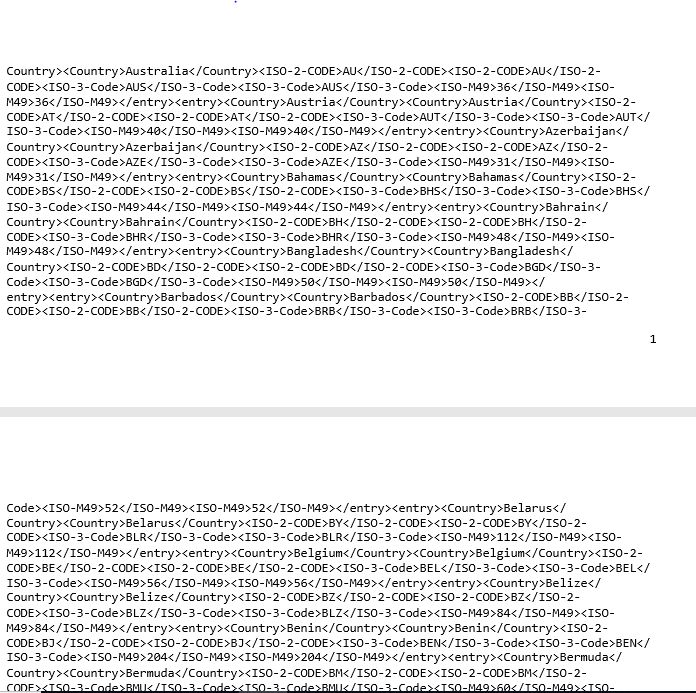 Country><Country>Australia</Country><ISO-2-CODE>AU</ISO-2-CODE><ISO-2-CODE>AU</ISO-2-
CODE><ISO-3-Code>AUS</ISO-3-Code><ISO-3-Code>AUS</ISO-3-Code><ISO-M49>36</ISO-M49><ISO-
M49>36</ISO-M49></entry><entry><Country>Austria</Country><Country>Austria</Country><ISO-2-
CODE>AT</ISO-2-CODE><ISO-2-CODE>AT</ISO-2-CODE><ISO-3-Code>AUT</ISO-3-Code><ISO-3-Code>AUT</
ISO-3-Code><ISO-M49>40</ISO-M49><ISO-M49>40</ISO-M49></entry><entry><Country>Azerbaijan</
Country><Country>Azerbaijan</Country><ISO-2-CODE>AZ</ISO-2-CODE><ISO-2-CODE>AZ</ISO-2-
CODE><ISO-3-Code>AZE</ISO-3-Code><ISO-3-Code>AZE</ISO-3-Code><ISO-M49>31</ISO-M49><ISO-
M49>31</ISO-M49></entry><entry><Country>Bahamas</Country><Country>Bahamas</Country><ISO-2-
CODE>BS</ISO-2-CODE><ISO-2-CODE>BS</ISO-2-CODE><ISO-3-Code>BHS</ISO-3-Code><ISO-3-Code>BHS</
ISO-3-Code><ISO-M49>44</ISO-M49><ISO-M49>44</ISO-M49></entry><entry><Country>Bahrain</
Country><Country>Bahrain</Country><ISO-2-CODE>BH</ISO-2-CODE><ISO-2-CODE>BH</ISO-2-
CODE><ISO-3-Code>BHR</ISO-3-Code><ISO-3-Code>BHR</ISO-3-Code><ISO-M49>48</ISO-M49><ISO-
M49>48</ISO-M49></entry><entry><Country>Bangladesh</Country><Country>Bangladesh</
Country><ISO-2-CODE>BD</ISO-2-CODE><ISO-2-CODE>BD</ISO-2-CODE><ISO-3-Code>BGD</ISO-3-
Code><ISO-3-Code>BGD</ISO-3-Code><ISO-M49>50</ISO-M49><ISO-M49>50</ISO-M49></
entry><entry><Country>Barbados</Country><Country>Barbados</Country><ISO-2-CODE>BB</ISO-2-
CODE><ISO-2-CODE>BB</ISO-2-CODE><ISO-3-Code>BRB</ISO-3-Code><ISO-3-Code>BRB</ISO-3-
1
Code><ISO-M49>52</ISO-M49><ISO-M49>52</ISO-M49></entry><entry><Country>Belarus</
Country><Country>Belarus</Country><ISO-2-CODE>BY</ISO-2-CODE><ISO-2-CODE>BY</ISO-2-
CODE><ISO-3-Code>BLR</ISO-3-Code><ISO-3-Code>BLR</ISO-3-Code><ISO-M49>112</ISO-M49><ISO-
M49>112</ISO-M49></entry><entry><Country>Belgium</Country><Country>Belgium</Country><ISO-2-
CODE>BE</ISO-2-CODE><ISO-2-CODE>BE</ISO-2-CODE><ISO-3-Code>BEL</ISO-3-Code><ISO-3-Code>BEL</
ISO-3-Code><ISO-M49>56</ISO-M49><ISO-M49>56</ISO-M49></entry><entry><Country>Belize</
Country><Country>Belize</Country><ISO-2-CODE>BZ</ISO-2-CODE><ISO-2-CODE>BZ</ISO-2-
CODE><ISO-3-Code>BLZ</ISO-3-Code><ISO-3-Code>BLZ</ISO-3-Code><ISO-M49>84</ISO-M49><ISO-
M49>84</ISO-M49></entry><entry><Country>Benin</Country><Country>Benin</Country><ISO-2-
CODE>BJ</ISO-2-CODE><ISO-2-CODE>BJ</ISO-2-CODE><ISO-3-Code>BEN</ISO-3-Code><ISO-3-Code>BEN</
ISO-3-Code><ISO-M49>204</ISO-M49><ISO-M49>204</ISO-M49></entry><entry><Country>Bermuda</
Country><Country>Bermuda</Country><ISO-2-CODE>BM</ISO-2-CODE><ISO-2-CODE>BM</ISO-2-
CODE><ISO-3-Code>BMU</ISO-3-Code><ISO-3-Code>BMU</ISO-3-Code><ISO-M49>60</ISO-M49><ISO-